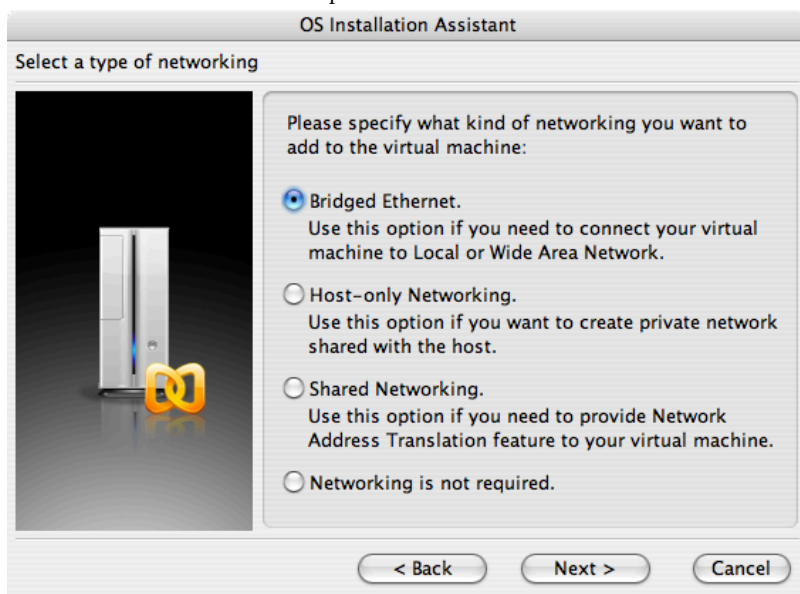 OS Installation Assistant
Select a type of networking
Please specify what kind of networking you want to
add to the virtual machine:
Bridged Ethernet.
Use this option if you need to connect your virtual
machine to Local or Wide Area Network.
Host-only Networking.
Use this option if you want to create private network
shared with the host.
Shared Networking.
Use this option if you need to provide Network
Address Translation feature to your virtual machine.
Networking is not required.
< Back
Next >
Cancel